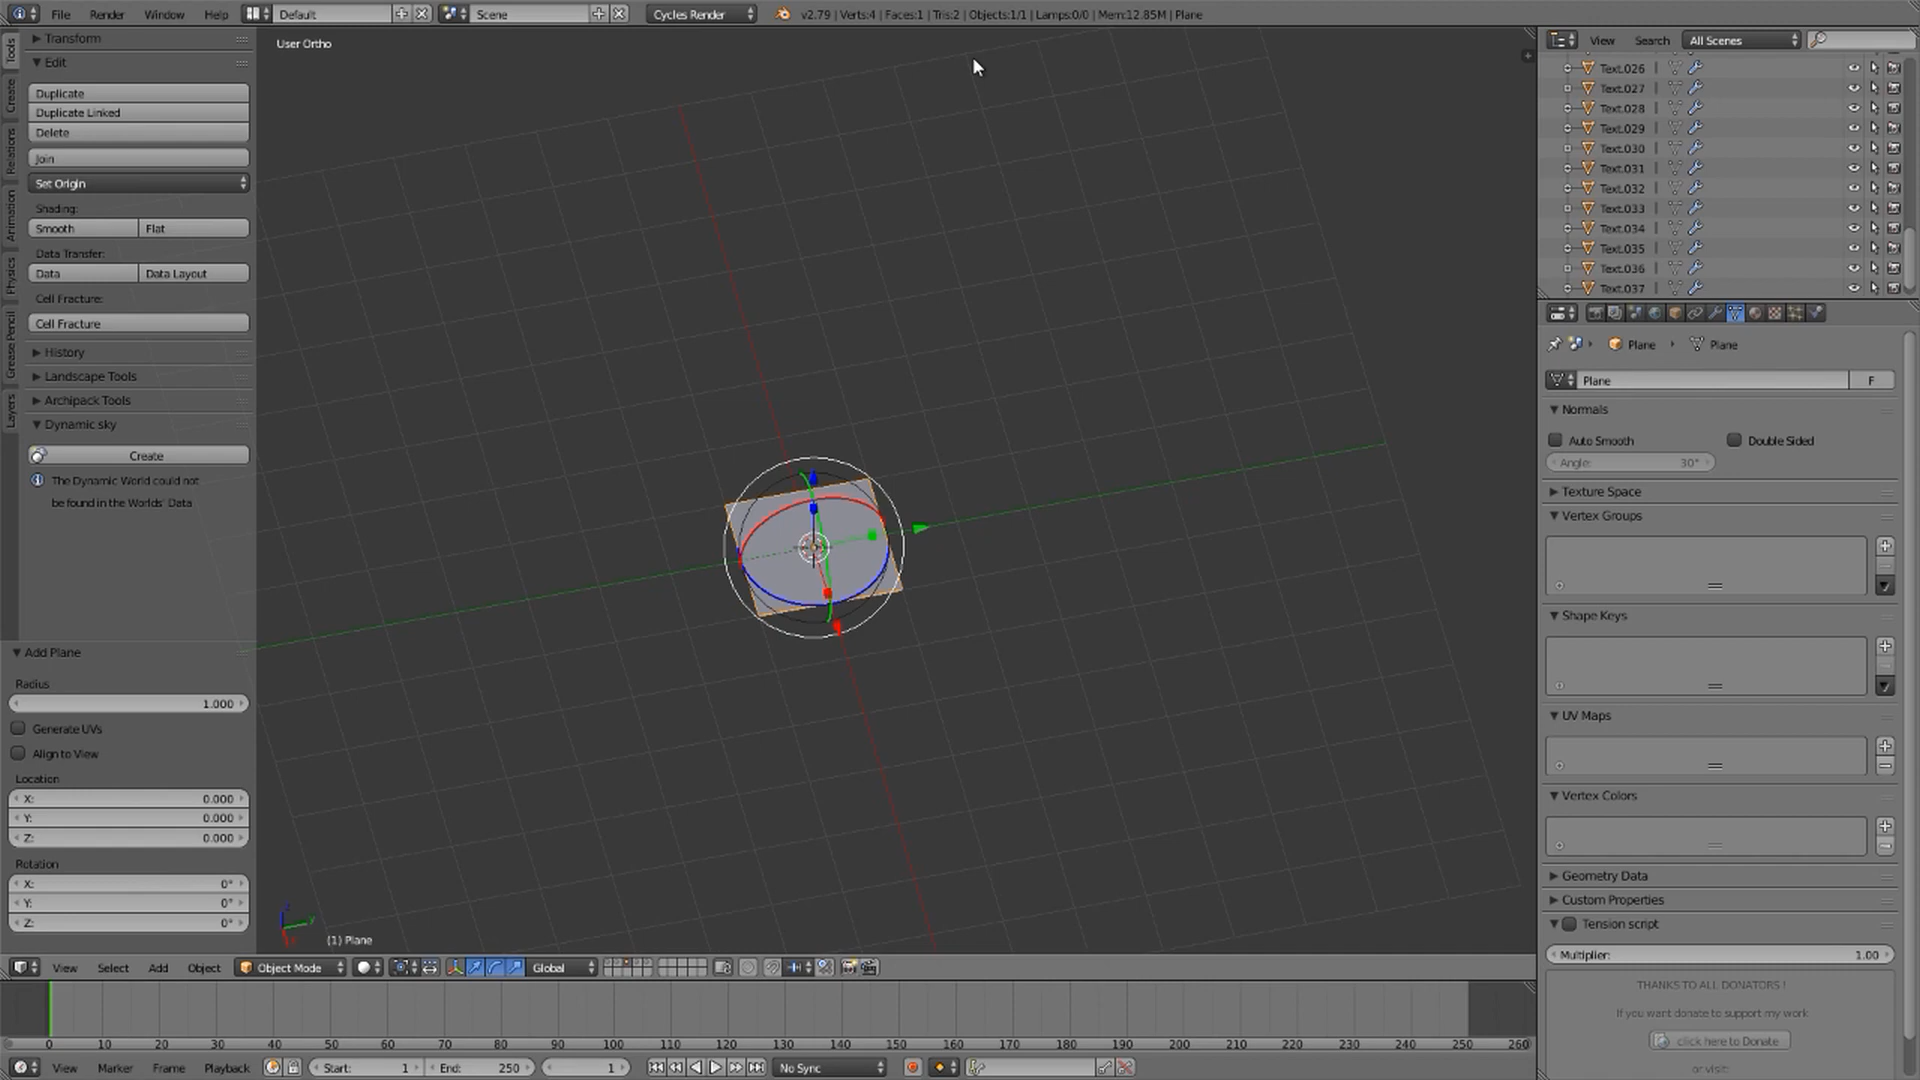 File Render Window Help Default Scene Cycles Render v2.79 | Verts:4 | Faces:1 | Tris:2 | Objects:1/1 | Lamps:0/0 | Mem:12.85M | Plane
Tools
Create
Relations
Animation
Physics
Grease Pencil
Layers
Transform
Edit
Duplicate
Duplicate Linked
Delete
Join
Set Origin
Shading:
Smooth Flat
Data Transfer:
Data Data Layout
Cell Fracture:
Cell Fracture
History
Landscape Tools
Archipack Tools
Dynamic sky
Create
The Dynamic World could not
be found in the Worlds' Data
Add Plane
Radius
1.000
Generate UVs
Align to View
Location
X: 0.000
Y: 0.000
Z: 0.000
Rotation
X: 0°
Y: 0°
Z: 0°
User Ortho
(1) Plane
View Select Add Object Object Mode Global
0 10 20 30 40 50 60 70 80 90 100 110 120 130 140 150 160 170 180 190 200 210 220 230 240 250 260
View Marker Frame Playback Start: 1 End: 250 1 No Sync
View Search All Scenes
Text.026
Text.027
Text.028
Text.029
Text.030
Text.031
Text.032
Text.033
Text.034
Text.035
Text.036
Text.037
Plane Plane
Plane F
Normals
Auto Smooth Double Sided
Angle: 30°
Texture Space
Vertex Groups
Shape Keys
UV Maps
Vertex Colors
Geometry Data
Custom Properties
Tension script
Multiplier: 1.00
THANKS TO ALL DONATORS !
If you want donate to support my work
click here to Donate
or visit: